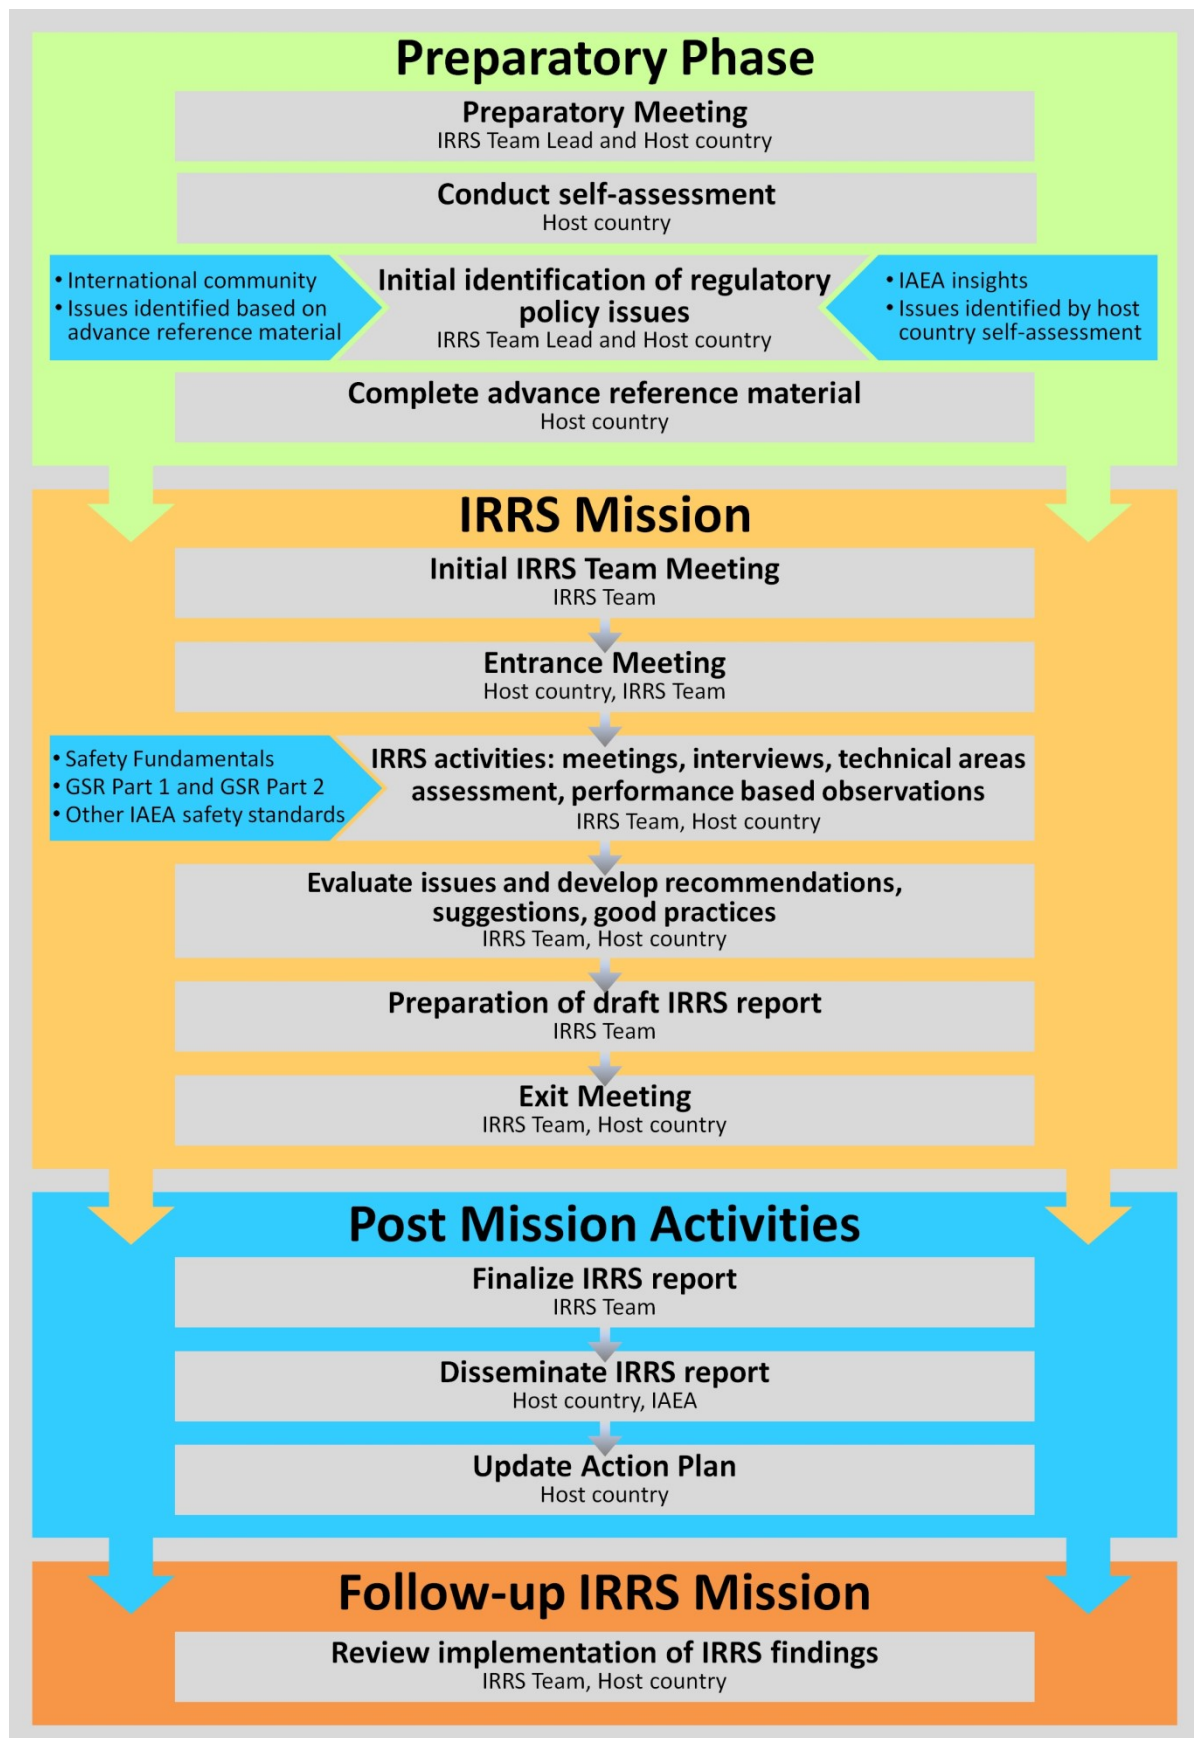 Preparatory Phase
Preparatory Meeting
IRRS Team Lead and Host country
Conduct self-assessment
Host country
• International community
• Issues identified based on
advance reference material
Initial identification of regulatory
policy issues
IRRS Team Lead and Host country
• IAEA insights
• Issues identified by host
country self-assessment
Complete advance reference material
Host country
IRRS Mission
Initial IRRS Team Meeting
IRRS Team
Entrance Meeting
Host country, IRRS Team
• Safety Fundamentals
• GSR Part 1 and GSR Part 2
• Other IAEA safety standards
IRRS activities: meetings, interviews, technical areas
assessment, performance based observations
IRRS Team, Host country
Evaluate issues and develop recommendations,
suggestions, good practices
IRRS Team, Host country
Preparation of draft IRRS report
IRRS Team
Exit Meeting
IRRS Team, Host country
Post Mission Activities
Finalize IRRS report
IRRS Team
Disseminate IRRS report
Host country, IAEA
Update Action Plan
Host country
Follow-up IRRS Mission
Review implementation of IRRS findings
IRRS Team, Host country